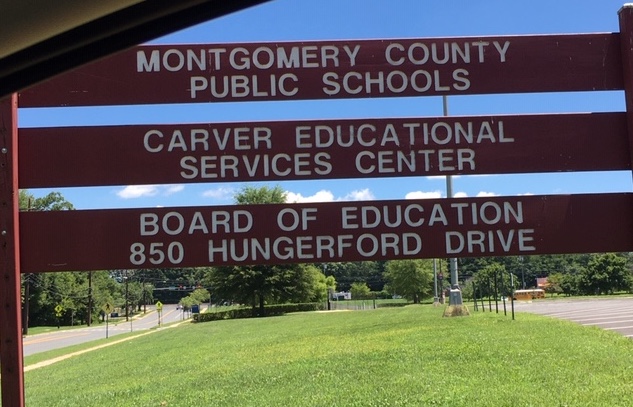 MONTGOMERY COUNTY
PUBLIC SCHOOLS
CARVER EDUCATIONAL
SERVICES CENTER
BOARD OF EDUCATION
850 HUNGERFORD DRIVE